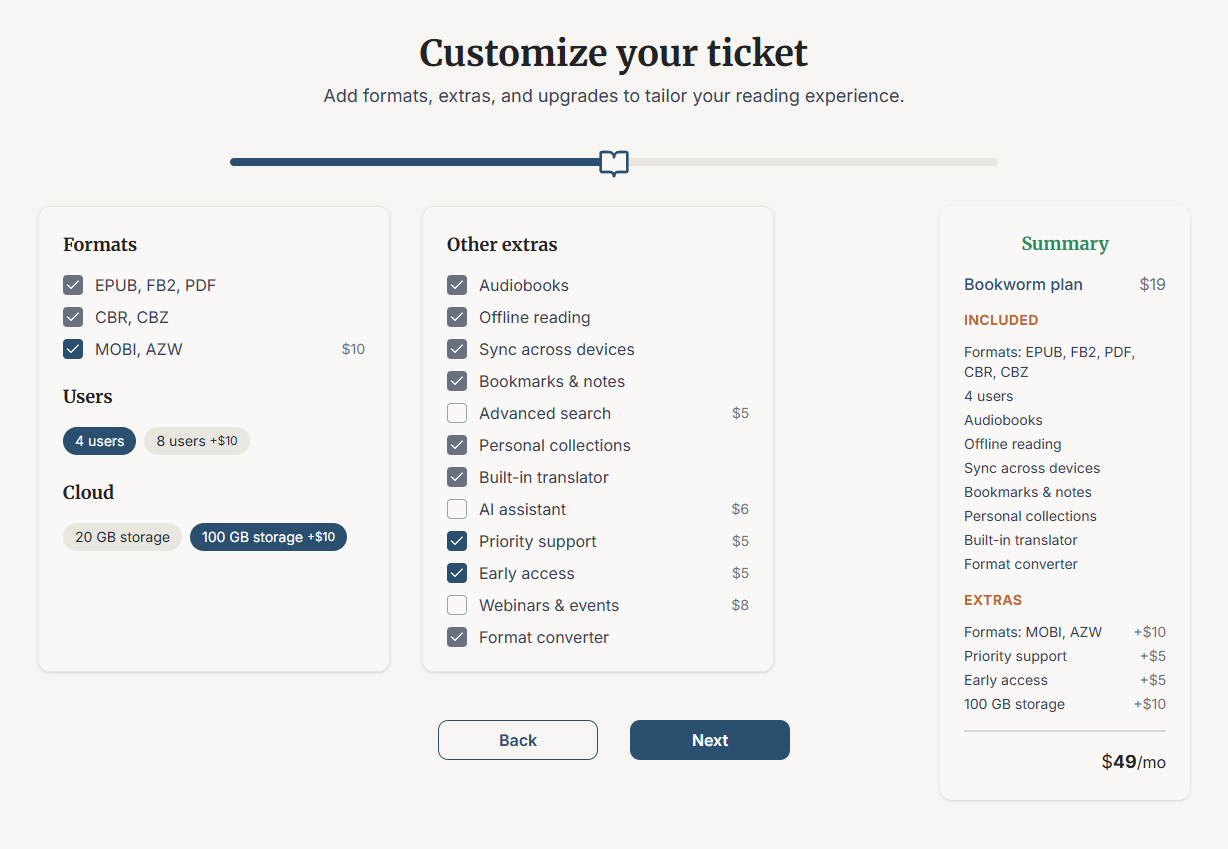 Customize your ticket
Add formats, extras, and upgrades to tailor your reading experience.
Formats
EPUB, FB2, PDF
CBR, CBZ
MOBI, AZW $10
Users
4 users 8 users +$10
Cloud
20 GB storage 100 GB storage +$10
Other extras
Audiobooks
Offline reading
Sync across devices
Bookmarks & notes
Advanced search $5
Personal collections
Built-in translator
AI assistant $6
Priority support $5
Early access $5
Webinars & events $8
Format converter
Back
Next
Summary
Bookworm plan $19
INCLUDED
Formats: EPUB, FB2, PDF,
CBR, CBZ
4 users
Audiobooks
Offline reading
Sync across devices
Bookmarks & notes
Personal collections
Built-in translator
Format converter
EXTRAS
Formats: MOBI, AZW +$10
Priority support +$5
Early access +$5
100 GB storage +$10
$49/mo